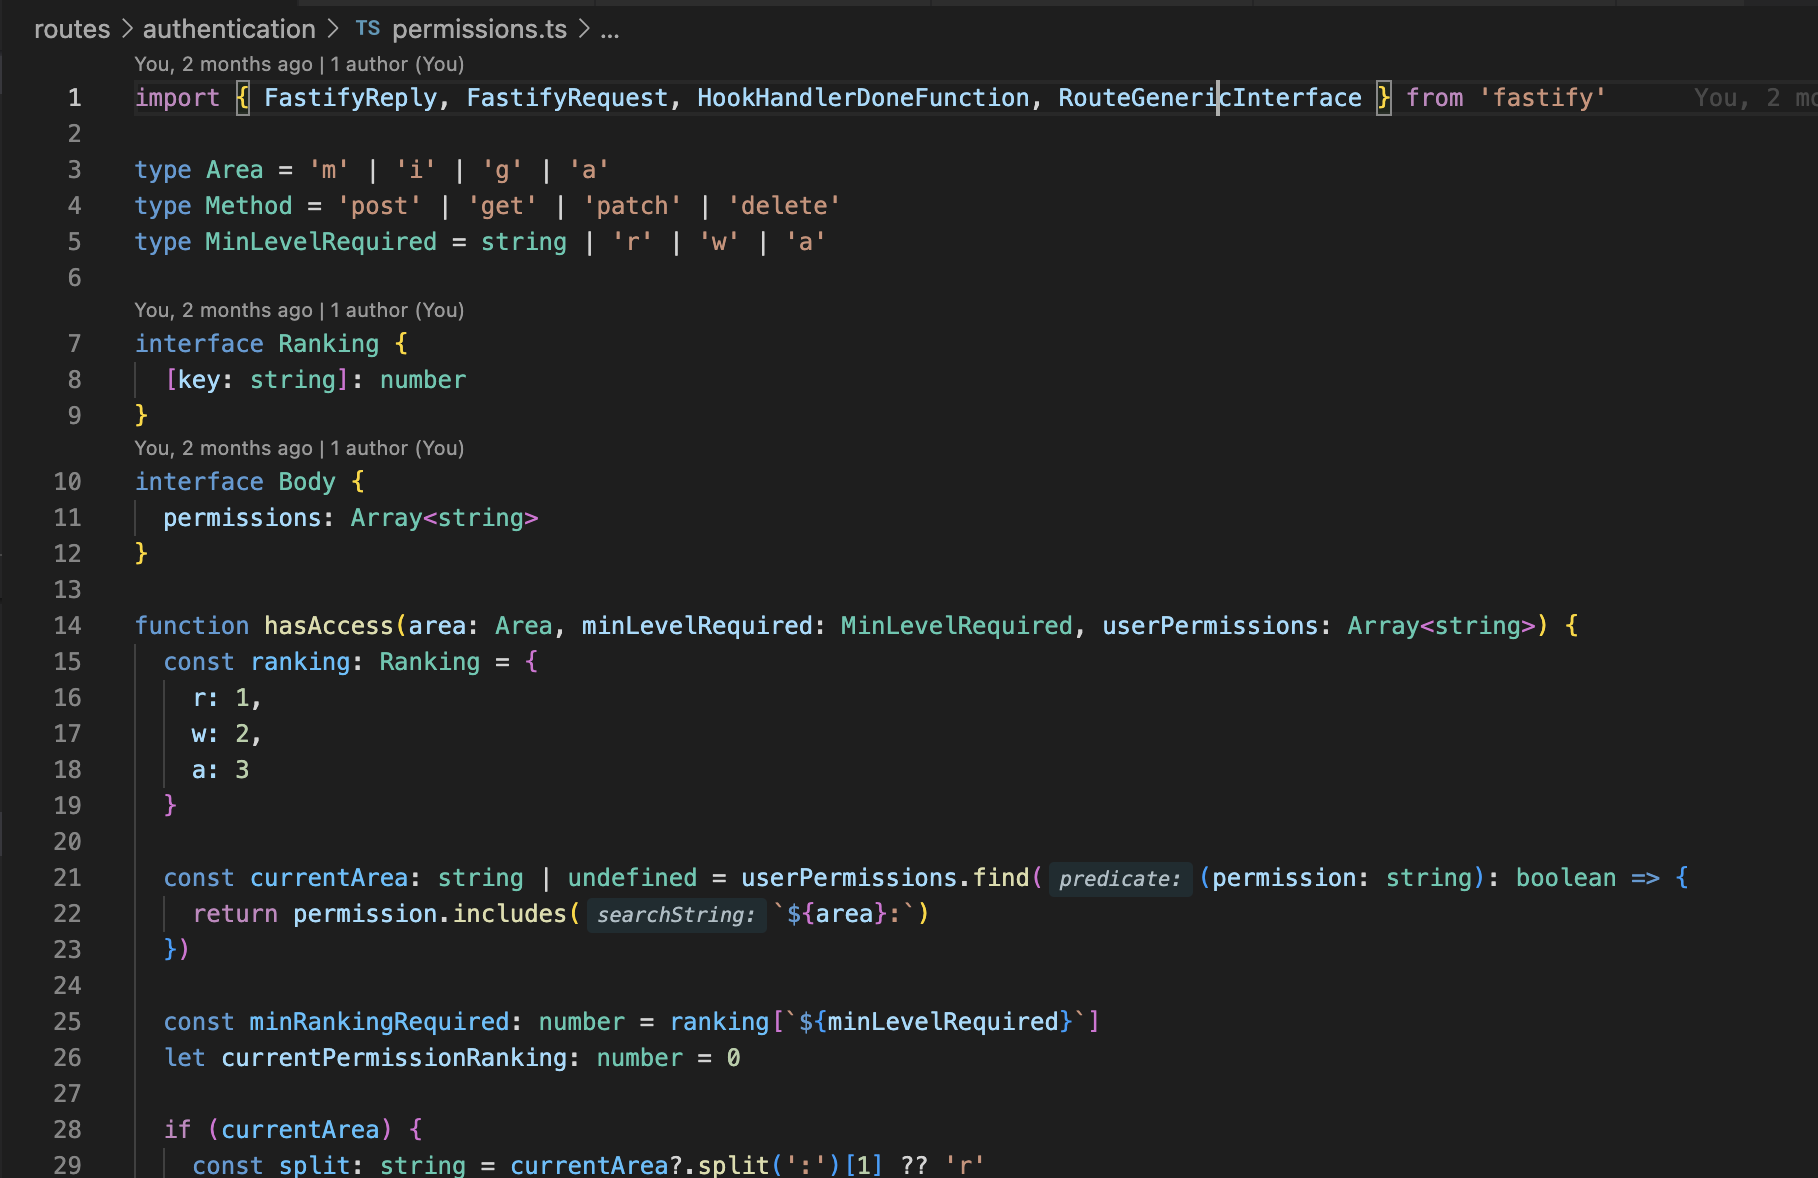 routes > authentication > TS permissions.ts > ...
You, 2 months ago | 1 author (You)
1 import { FastifyReply, FastifyRequest, HookHandlerDoneFunction, RouteGenericInterface } from 'fastify' You, 2 mo
2
3 type Area = 'm' | 'i' | 'g' | 'a'
4 type Method = 'post' | 'get' | 'patch' | 'delete'
5 type MinLevelRequired = string | 'r' | 'w' | 'a'
6
You, 2 months ago | 1 author (You)
7 interface Ranking {
8   [key: string]: number
9 }
You, 2 months ago | 1 author (You)
10 interface Body {
11   permissions: Array<string>
12 }
13
14 function hasAccess(area: Area, minLevelRequired: MinLevelRequired, userPermissions: Array<string>) {
15   const ranking: Ranking = {
16     r: 1,
17     w: 2,
18     a: 3
19   }
20
21   const currentArea: string | undefined = userPermissions.find( predicate: (permission: string): boolean => {
22     return permission.includes( searchString: `${area}:`)
23   })
24
25   const minRankingRequired: number = ranking[`${minLevelRequired}`]
26   let currentPermissionRanking: number = 0
27
28   if (currentArea) {
29     const split: string = currentArea?.split(':')[1] ?? 'r'